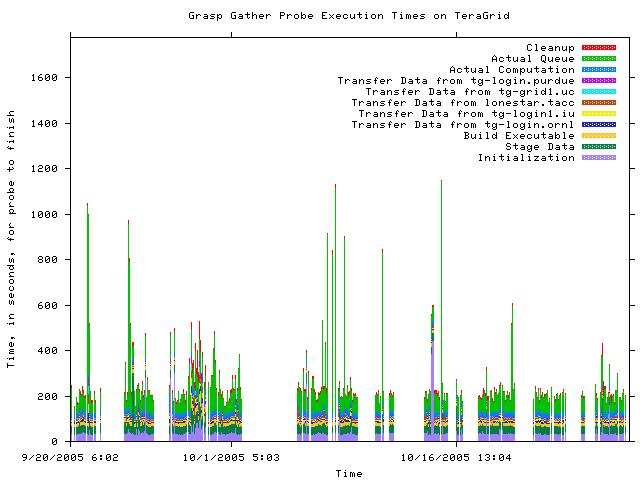 Grasp Gather Probe Execution Times on TeraGrid
Cleanup
Actual Queue
Actual Computation
Transfer Data from tg-login.purdue
Transfer Data from tg-grid1.uc
Transfer Data from lonestar.tacc
Transfer Data from tg-login1.iu
Transfer Data from tg-login.ornl
Build Executable
Stage Data
Initialization
Time, in seconds, for probe to finish
1600
1400
1200
1000
800
600
400
200
0
9/20/2005 6:02 10/1/2005 5:03 10/16/2005 13:04
Time